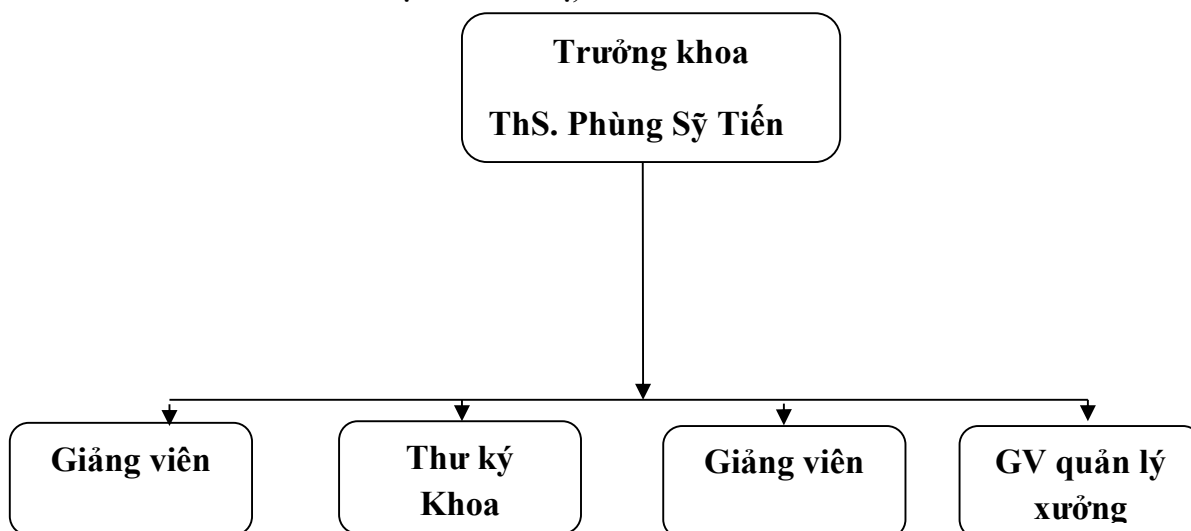 Trưởng khoa
ThS. Phùng Sỹ Tiến
Giảng viên
Thư ký
Khoa
Giảng viên
GV quản lý
xưởng